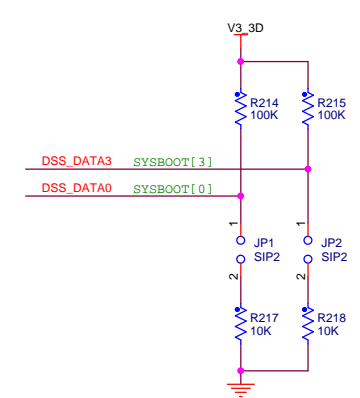 V3_3D
R214
100K
R215
100K
DSS_DATA3 SYSBOOT[3]
DSS_DATA0 SYSBOOT[0]
1
1
JP1
SIP2
JP2
SIP2
2
2
R217
10K
R218
10K